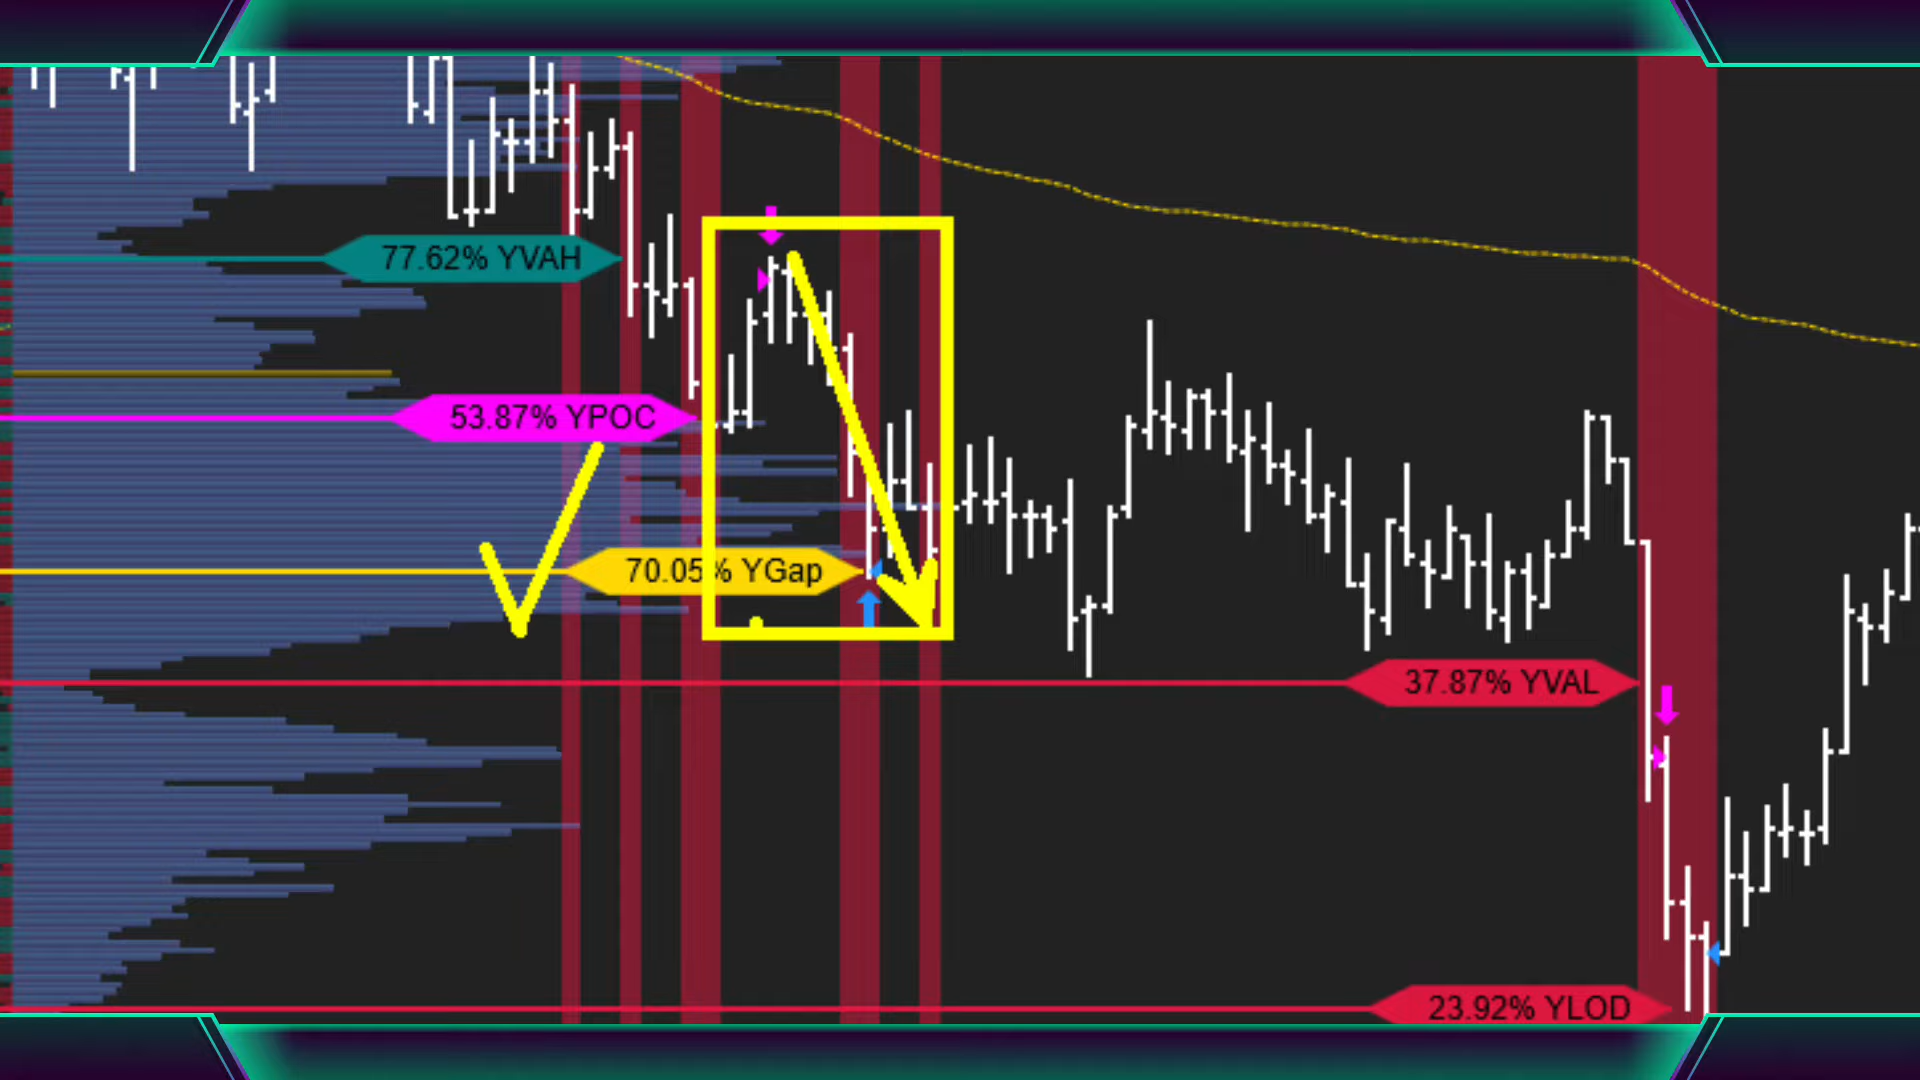 77.62% YVAH
53.87% YPOC
70.05% YGap
37.87% YVAL
23.92% YLOD